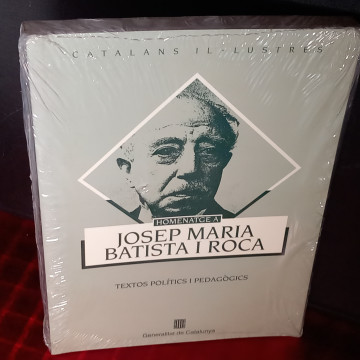 CATALANS IL·LUSTRES
HOMENATGE A
JOSEP MARIA
BATISTA I ROCA
TEXTOS POLÍTICS I PEDAGÒGICS
Generalitat de Catalunya